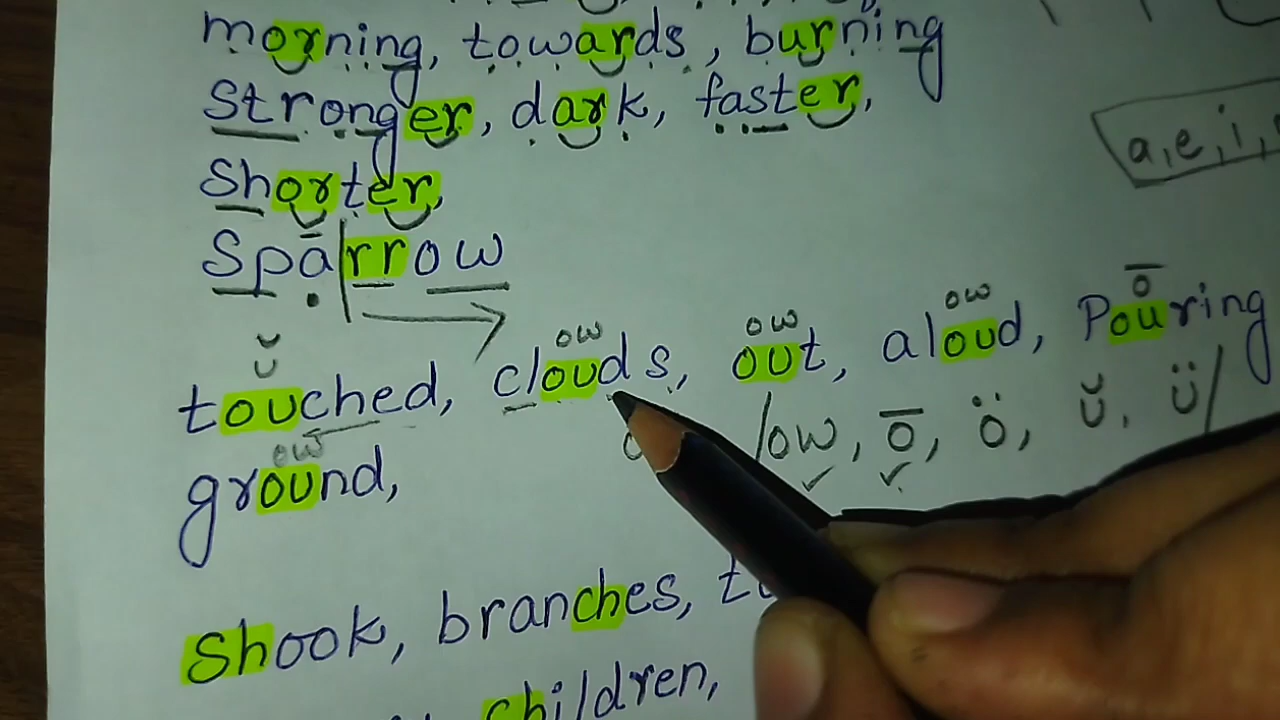 morning, towards, burning
Stronger, dark, faster,
a, e, i,
Shorter,
Sparrow
ow ow ow ō
ŭ
touched, clouds, out, aloud, Pouring
/ow, ō, ö, ŭ, ü/
ow
ground,
Shook, branches,
children,